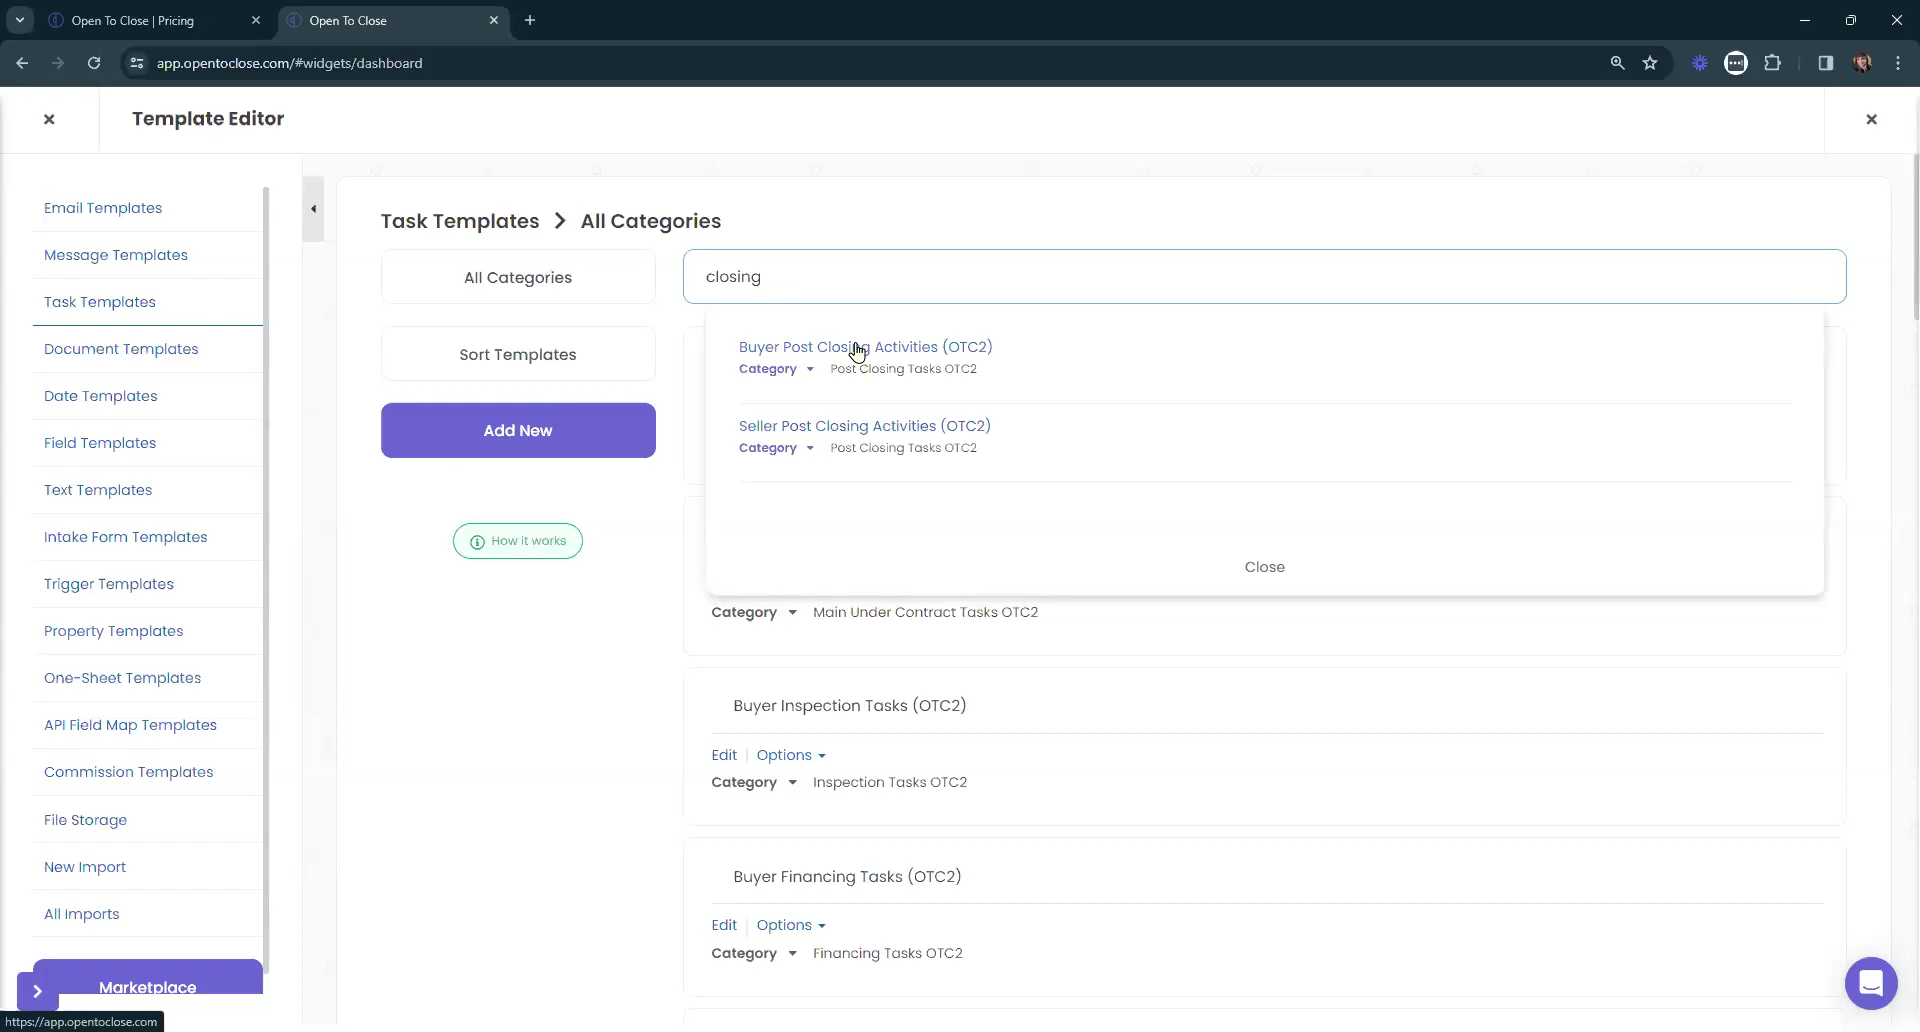 Open To Close | Pricing
Open To Close
app.opentoclose.com/#widgets/dashboard
Template Editor
Email Templates
Message Templates
Task Templates
Document Templates
Date Templates
Field Templates
Text Templates
Intake Form Templates
Trigger Templates
Property Templates
One-Sheet Templates
API Field Map Templates
Commission Templates
File Storage
New Import
All Imports
Marketplace
https://app.opentoclose.com
Task Templates > All Categories
All Categories
Sort Templates
Add New
How it works
closing
Buyer Post Closing Activities (OTC2)
Category Post Closing Tasks OTC2
Seller Post Closing Activities (OTC2)
Category Post Closing Tasks OTC2
Close
Category Main Under Contract Tasks OTC2
Buyer Inspection Tasks (OTC2)
Edit | Options
Category Inspection Tasks OTC2
Buyer Financing Tasks (OTC2)
Edit | Options
Category Financing Tasks OTC2